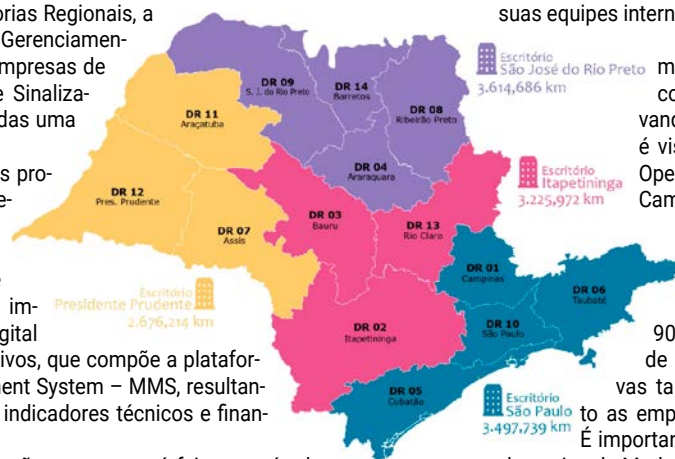 orias Regionais, a
Gerenciamen-
mpresas de
e Sinaliza-
das uma
s pro-
e-
im-
gital
ivos, que compõe a platafor-
ment System – MMS, resultan-
indicadores técnicos e finan-
suas equipes intern
m
co
vand
é vis
Ope
Cam
90
de
vas ta
to as emp
É importan
DR 09
S. J. do Rio Preto
DR 14
Barretos
DR 08
Ribeirão Preto
DR 11
Araçatuba
DR 04
Araraquara
DR 12
Pres. Prudente
DR 07
Assis
DR 03
Bauru
DR 13
Rio Claro
DR 01
Campinas
DR 06
Taubaté
DR 10
São Paulo
DR 02
Itapetininga
DR 05
Cubatão
Escritório
São José do Rio Preto
3.614,686 km
Escritório
Itapetininga
3.225,972 km
Escritório
Presidente Prudente
2.676,214 km
Escritório
São Paulo
3.497,739 km